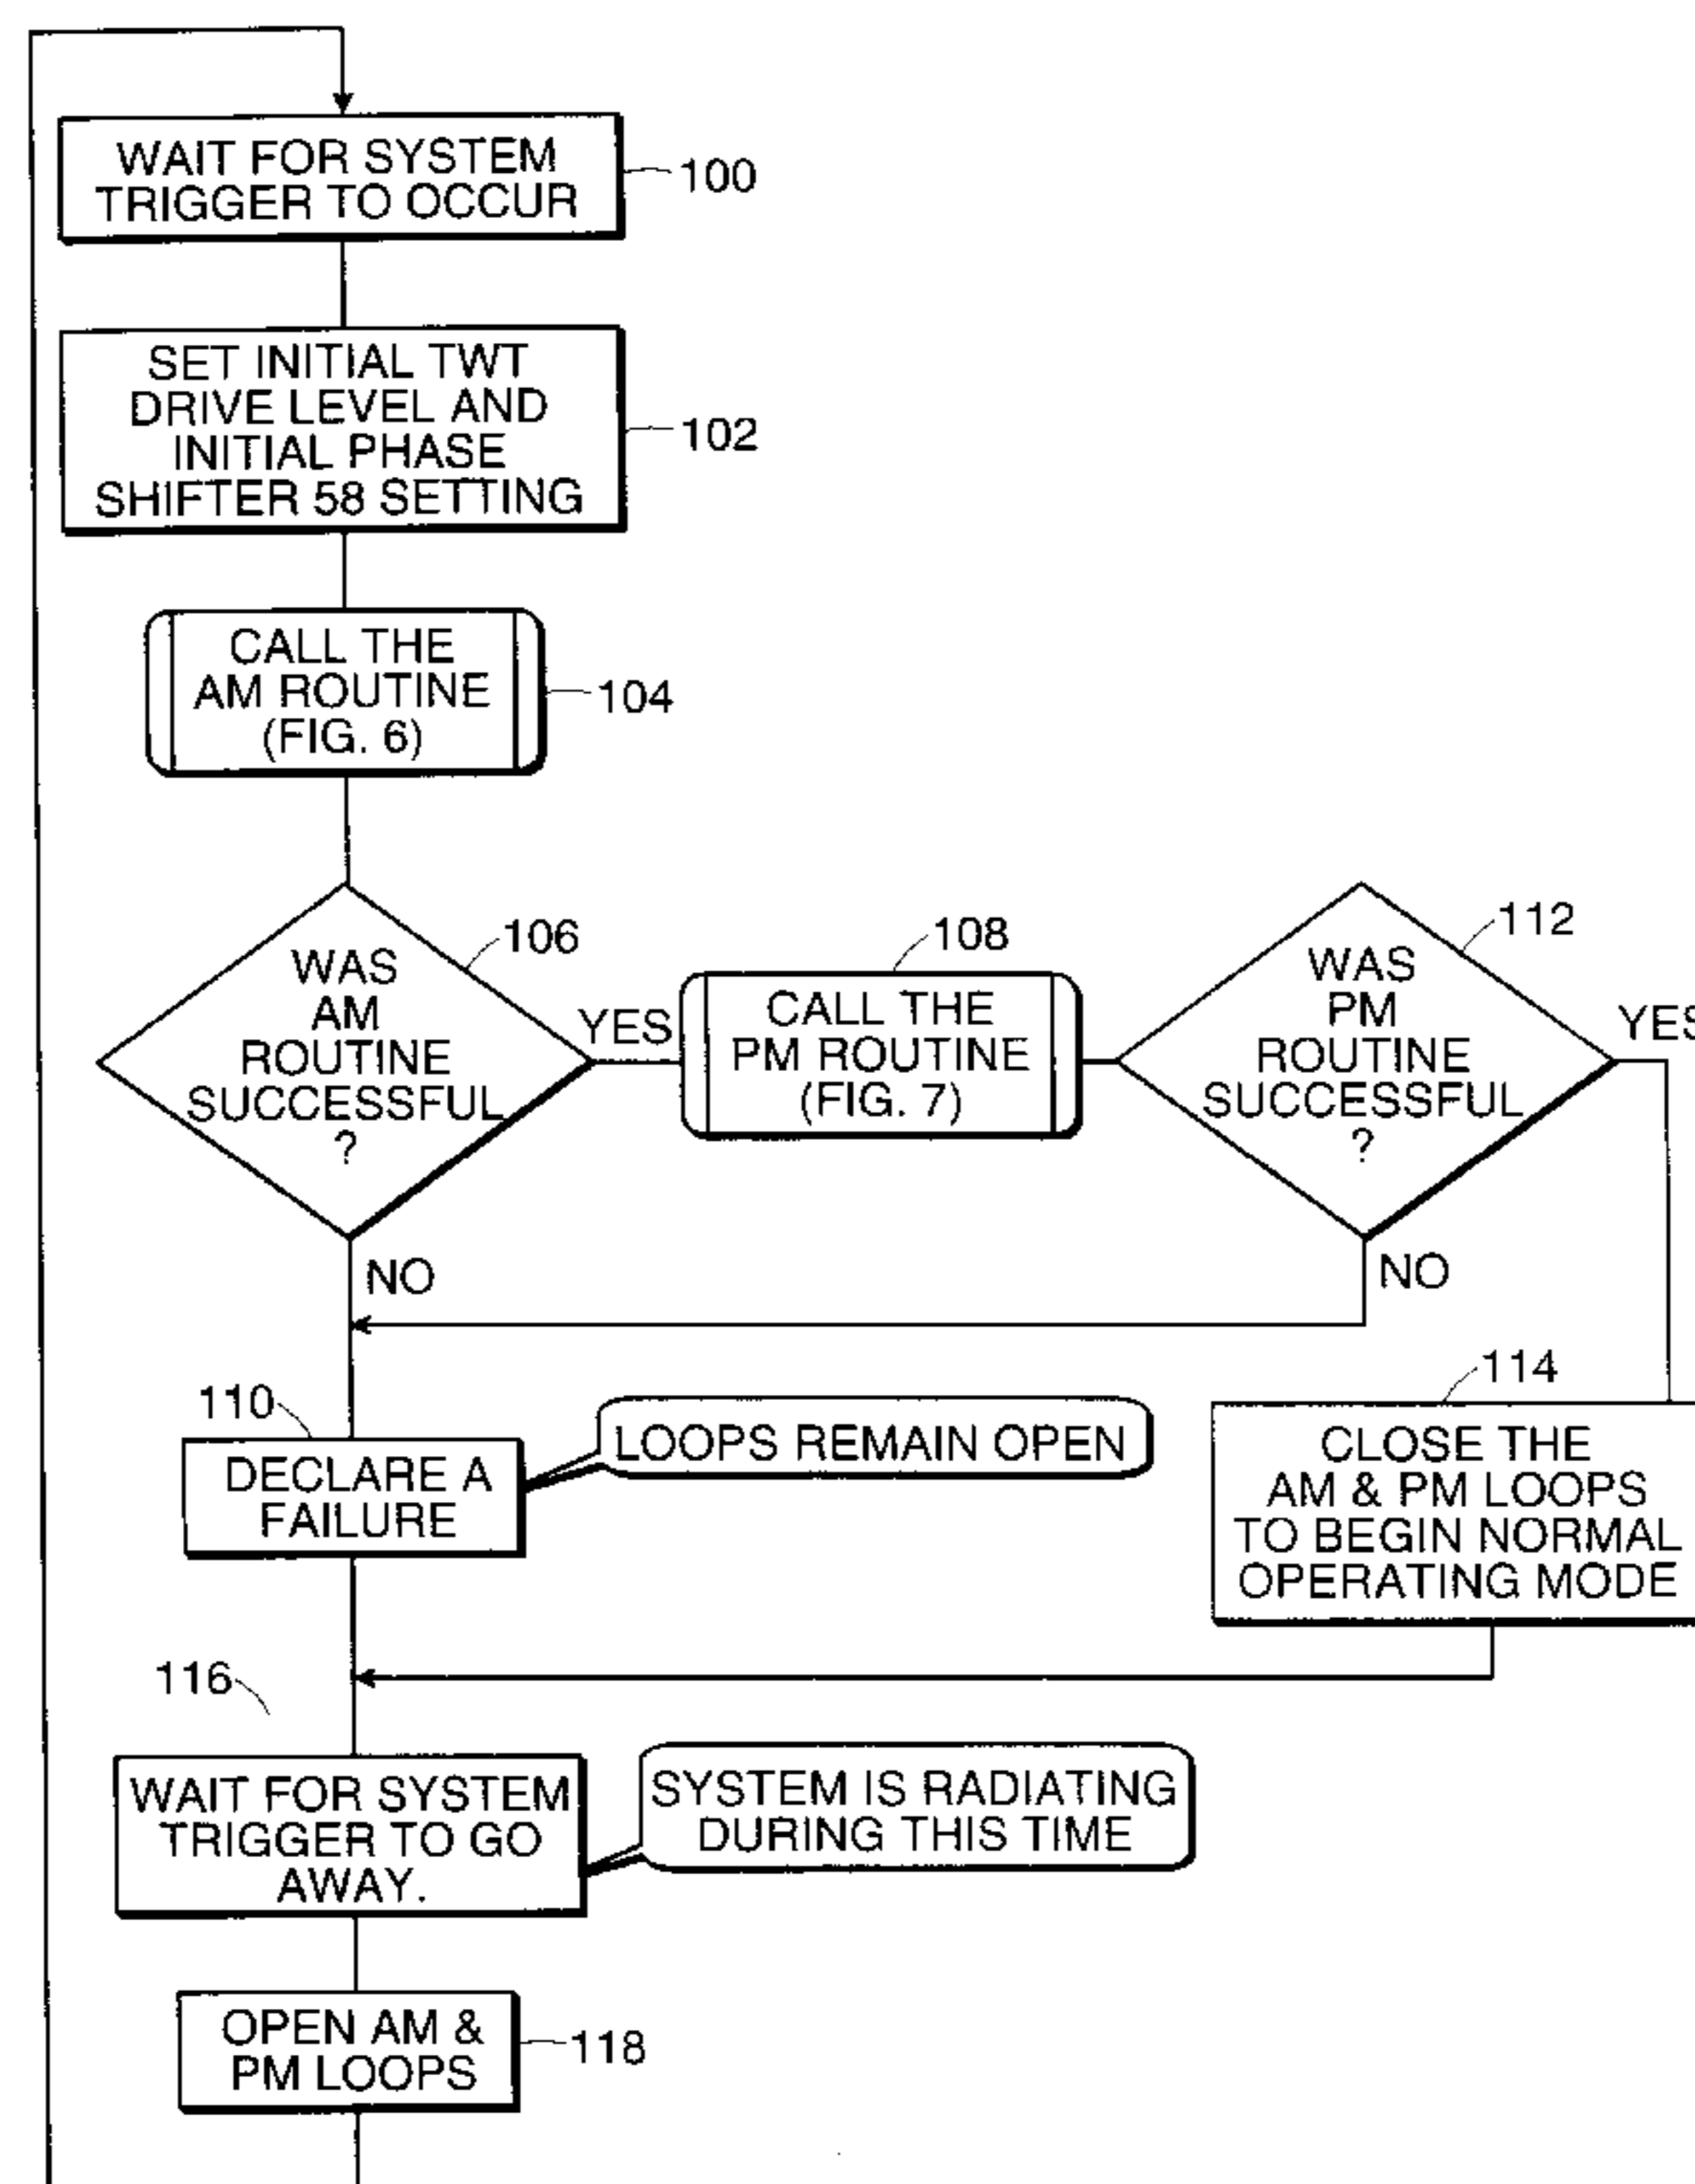 WAIT FOR SYSTEM
TRIGGER TO OCCUR
100
SET INITIAL TWT
DRIVE LEVEL AND
INITIAL PHASE
SHIFTER 58 SETTING
102
CALL THE
AM ROUTINE
(FIG. 6)
104
106
WAS
AM
ROUTINE
SUCCESSFUL
?
YES
NO
108
CALL THE
PM ROUTINE
(FIG. 7)
112
WAS
PM
ROUTINE
SUCCESSFUL
?
YES
NO
110
DECLARE A
FAILURE
LOOPS REMAIN OPEN
114
CLOSE THE
AM & PM LOOPS
TO BEGIN NORMAL
OPERATING MODE
116
WAIT FOR SYSTEM
TRIGGER TO GO
AWAY.
SYSTEM IS RADIATING
DURING THIS TIME
OPEN AM &
PM LOOPS
118